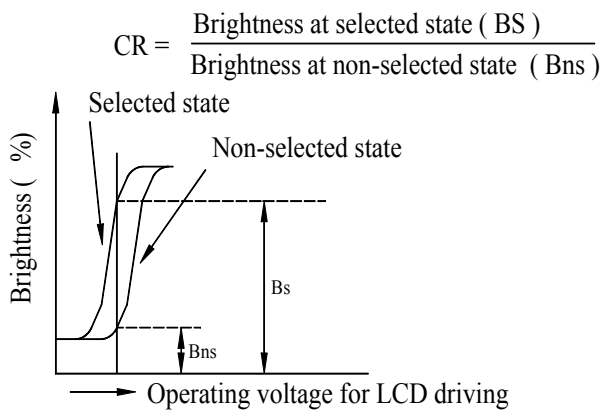 CR = Brightness at selected state ( BS )
Brightness at non-selected state ( Bns )
Selected state
Non-selected state
Brightness ( %)
Bs
Bns
Operating voltage for LCD driving